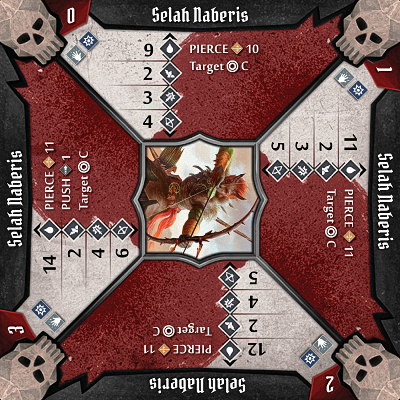 0
Selah Naberis
9
2
3
4
PIERCE 10
Target C
1
Selah Naberis
11
2
3
5
PIERCE 11
Target C
2
Selah Naberis
12
2
4
5
PIERCE 11
Target C
3
Selah Naberis
14
2
4
6
PIERCE 11
PUSH 1
Target C